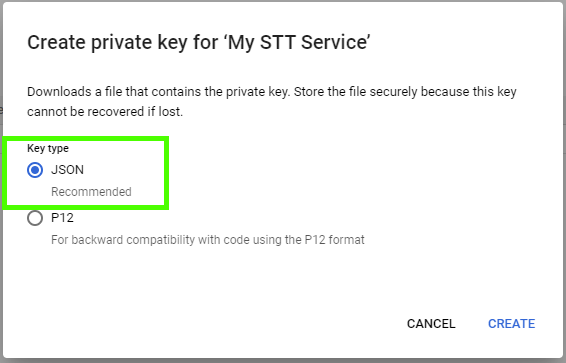 Create private key for ‘My STT Service’
Downloads a file that contains the private key. Store the file securely because this key
cannot be recovered if lost.
Key type
JSON
Recommended
P12
For backward compatibility with code using the P12 format
CANCEL CREATE